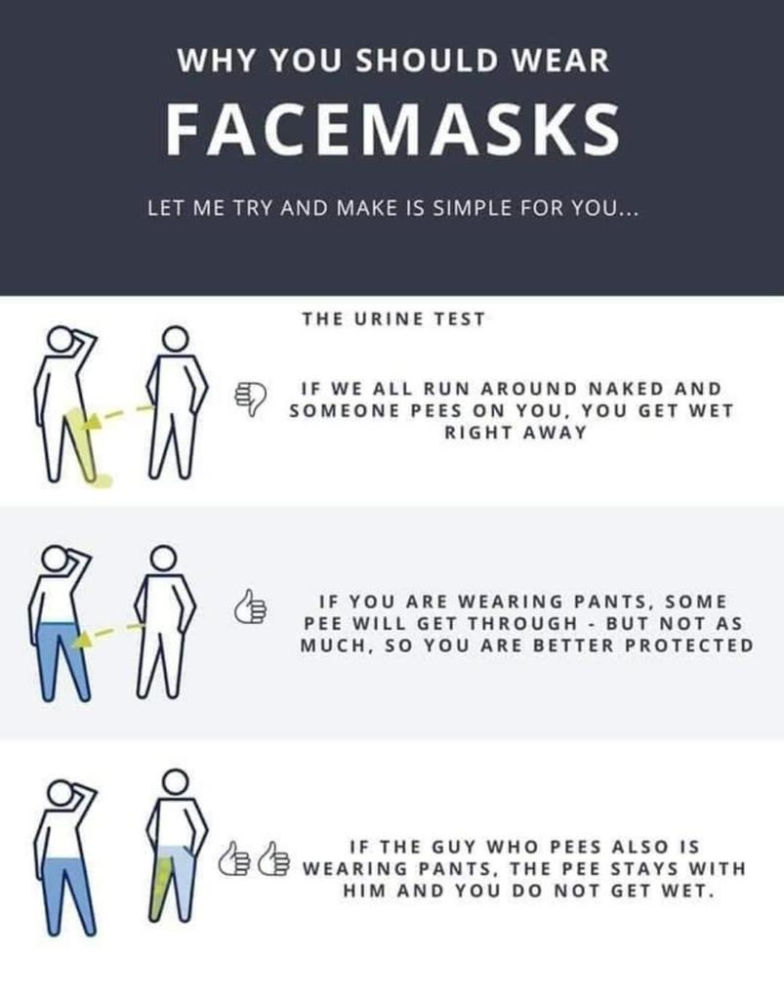 WHY YOU SHOULD WEAR
FACEMASKS
LET ME TRY AND MAKE IS SIMPLE FOR YOU...
THE URINE TEST
IF WE ALL RUN AROUND NAKED AND
SOMEONE PEES ON YOU, YOU GET WET
RIGHT AWAY
IF YOU ARE WEARING PANTS, SOME
PEE WILL GET THROUGH - BUT NOT AS
MUCH, SO YOU ARE BETTER PROTECTED
IF THE GUY WHO PEES ALSO IS
WEARING PANTS, THE PEE STAYS WITH
HIM AND YOU DO NOT GET WET.